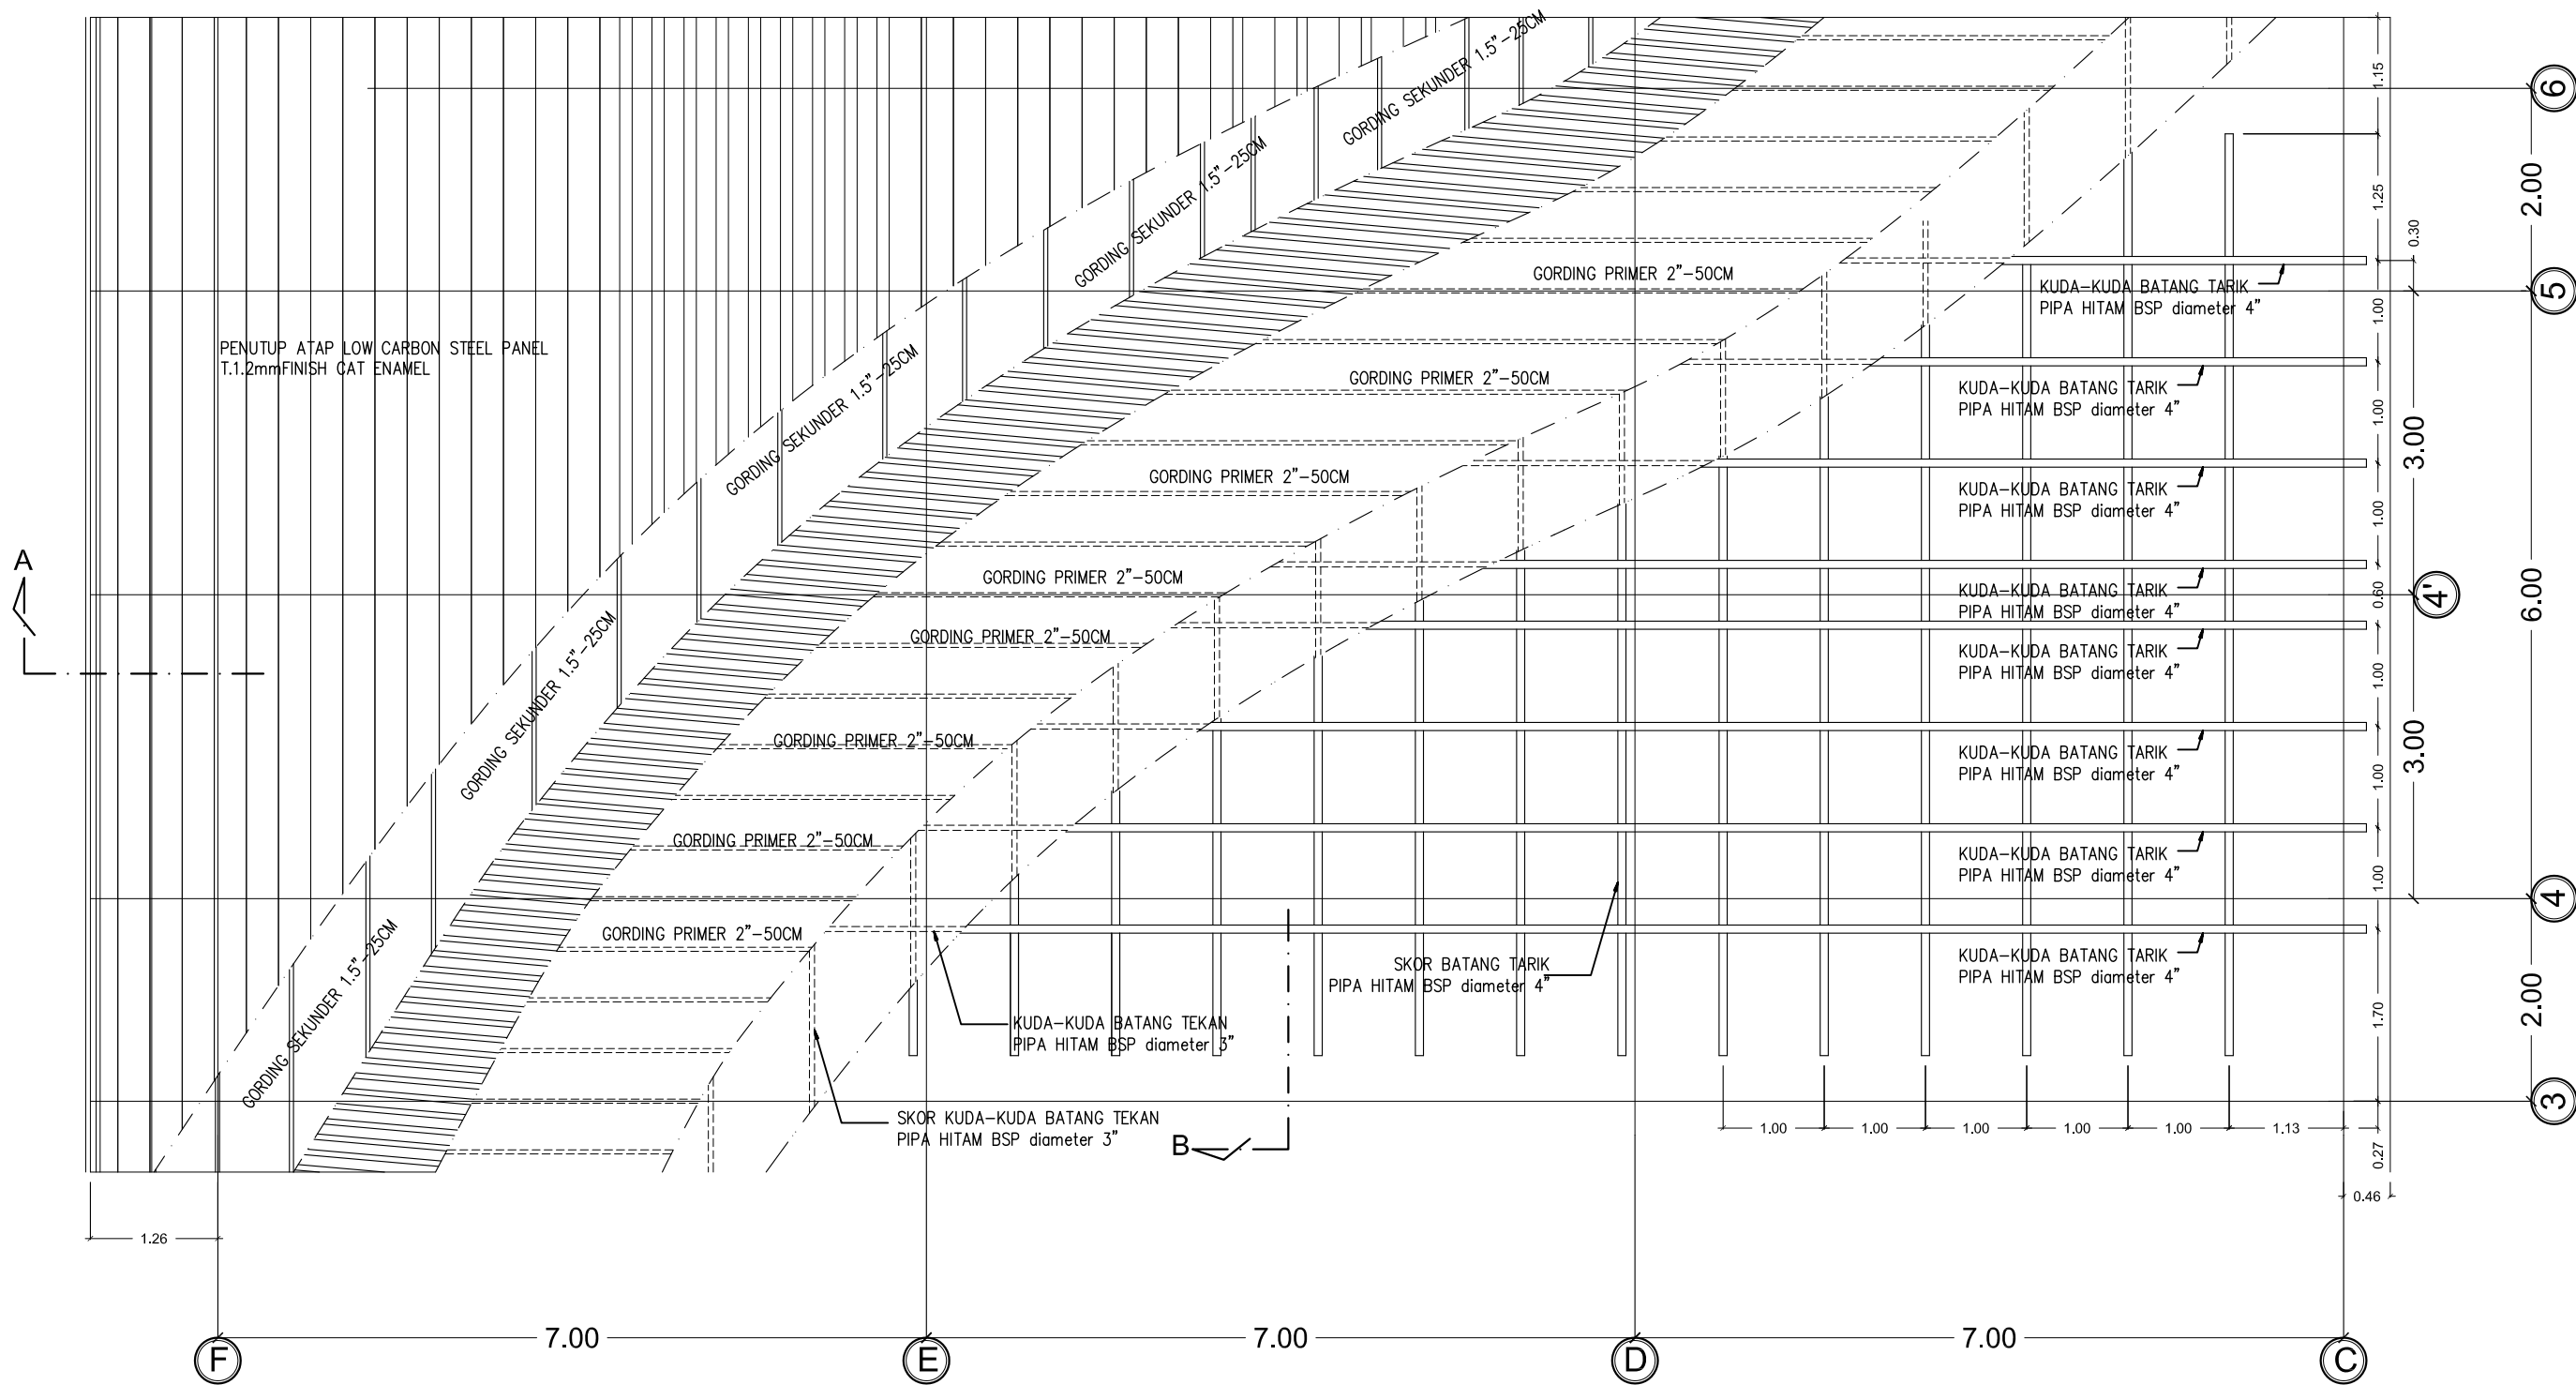 GORDING SEKUNDER 1.5"-25CM
6
1.15
2.00
1.25
0.30
GORDING SEKUNDER 1.5"-25CM
GORDING PRIMER 2"-50CM
KUDA-KUDA BATANG TARIK
PIPA HITAM BSP diameter 4"
5
1.00
PENUTUP ATAP LOW CARBON STEEL PANEL
T.1.2mmFINISH CAT ENAMEL
GORDING SEKUNDER 1.5"-25CM
GORDING PRIMER 2"-50CM
KUDA-KUDA BATANG TARIK
PIPA HITAM BSP diameter 4"
1.00
3.00
GORDING PRIMER 2"-50CM
KUDA-KUDA BATANG TARIK
PIPA HITAM BSP diameter 4"
1.00
A
GORDING PRIMER 2"-50CM
KUDA-KUDA BATANG TARIK
PIPA HITAM BSP diameter 4"
0.60
4'
6.00
GORDING SEKUNDER 1.5"-25CM
GORDING PRIMER 2"-50CM
KUDA-KUDA BATANG TARIK
PIPA HITAM BSP diameter 4"
1.00
GORDING PRIMER 2"-50CM
KUDA-KUDA BATANG TARIK
PIPA HITAM BSP diameter 4"
3.00
1.00
GORDING PRIMER 2"-50CM
KUDA-KUDA BATANG TARIK
PIPA HITAM BSP diameter 4"
1.00
4
GORDING SEKUNDER 1.5"-25CM
GORDING PRIMER 2"-50CM
SKOR BATANG TARIK
PIPA HITAM BSP diameter 4"
KUDA-KUDA BATANG TARIK
PIPA HITAM BSP diameter 4"
1.70
2.00
KUDA-KUDA BATANG TEKAN
PIPA HITAM BSP diameter 3"
3
SKOR KUDA-KUDA BATANG TEKAN
PIPA HITAM BSP diameter 3"
B
1.00
1.00
1.00
1.00
1.00
1.13
0.27
0.46
1.26
7.00
7.00
7.00
F
E
D
C